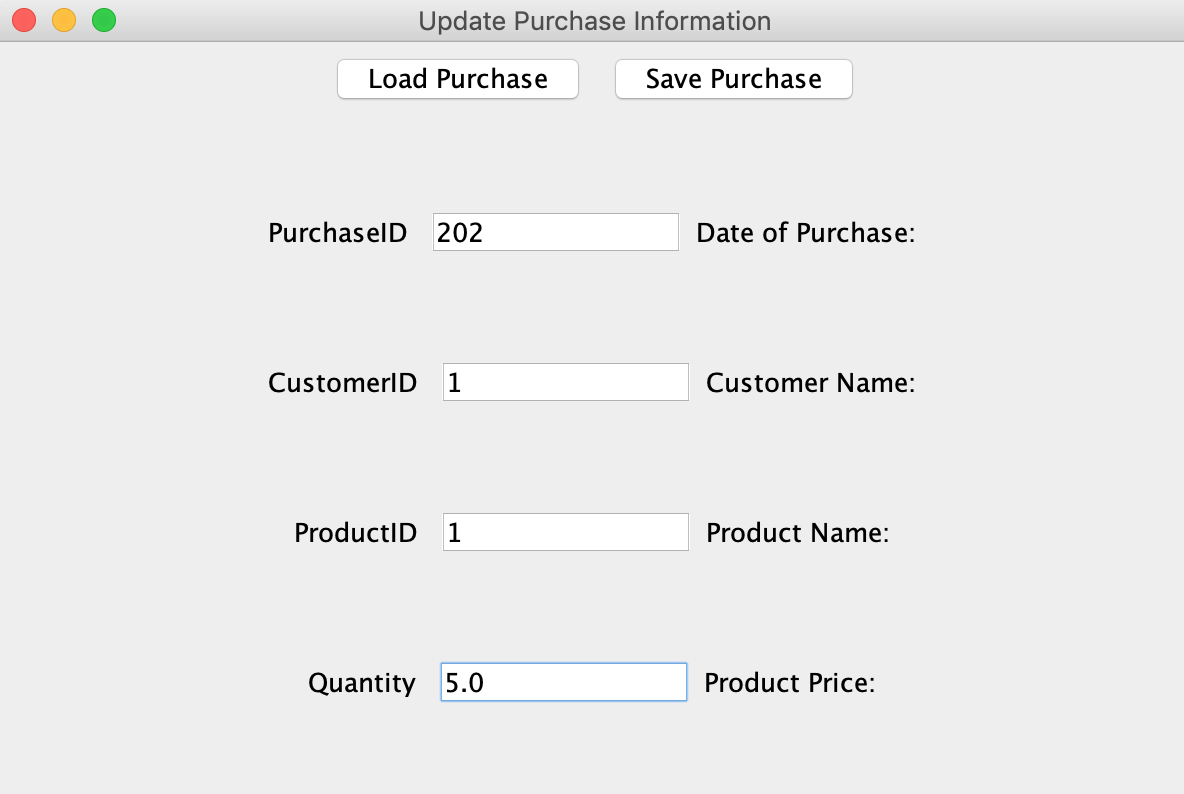 Update Purchase Information
Load Purchase Save Purchase
PurchaseID 202 Date of Purchase:
CustomerID 1 Customer Name:
ProductID 1 Product Name:
Quantity 5.0 Product Price: